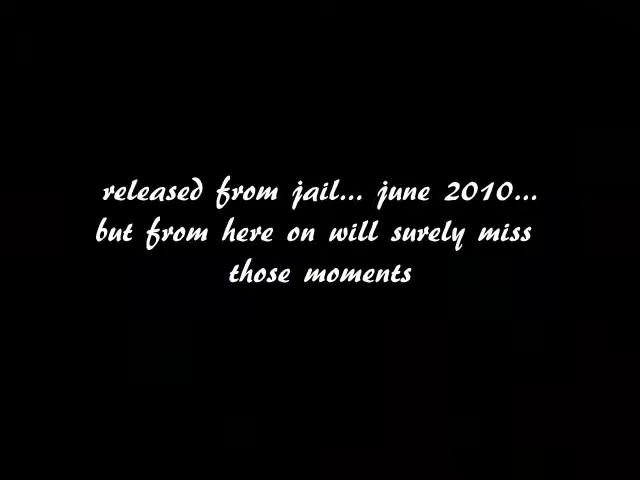 released from jail... june 2010...
but from here on will surely miss
those moments